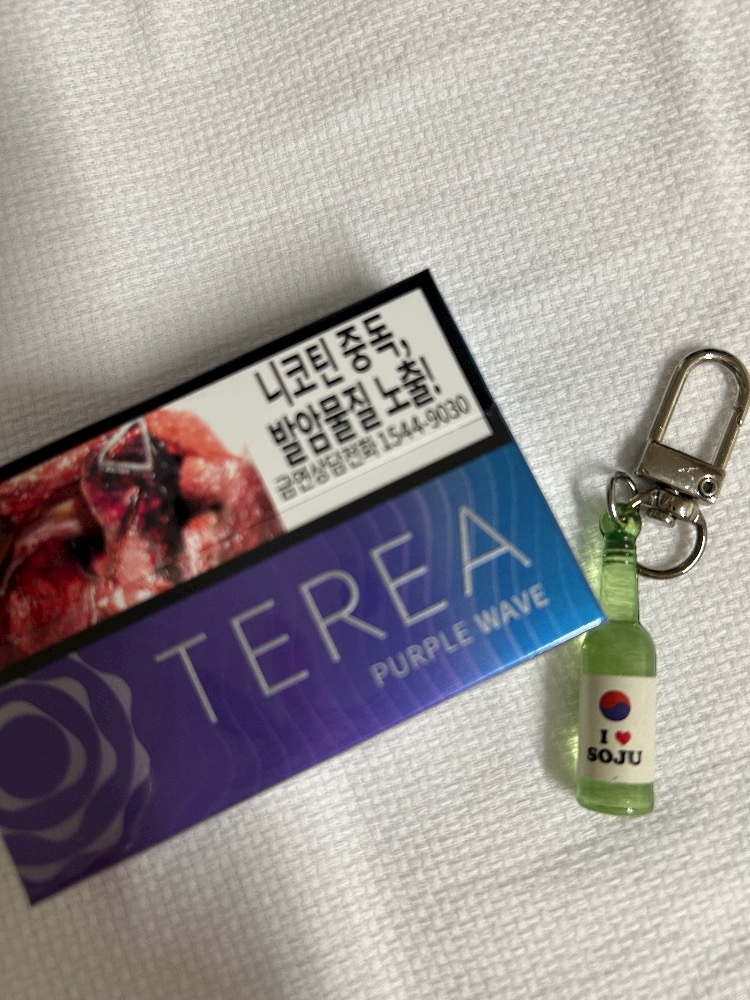 니코틴 중독,
발암물질 노출!
금연상담전화 1544-9030
TEREA
PURPLE WAVE
I ❤
SOJU